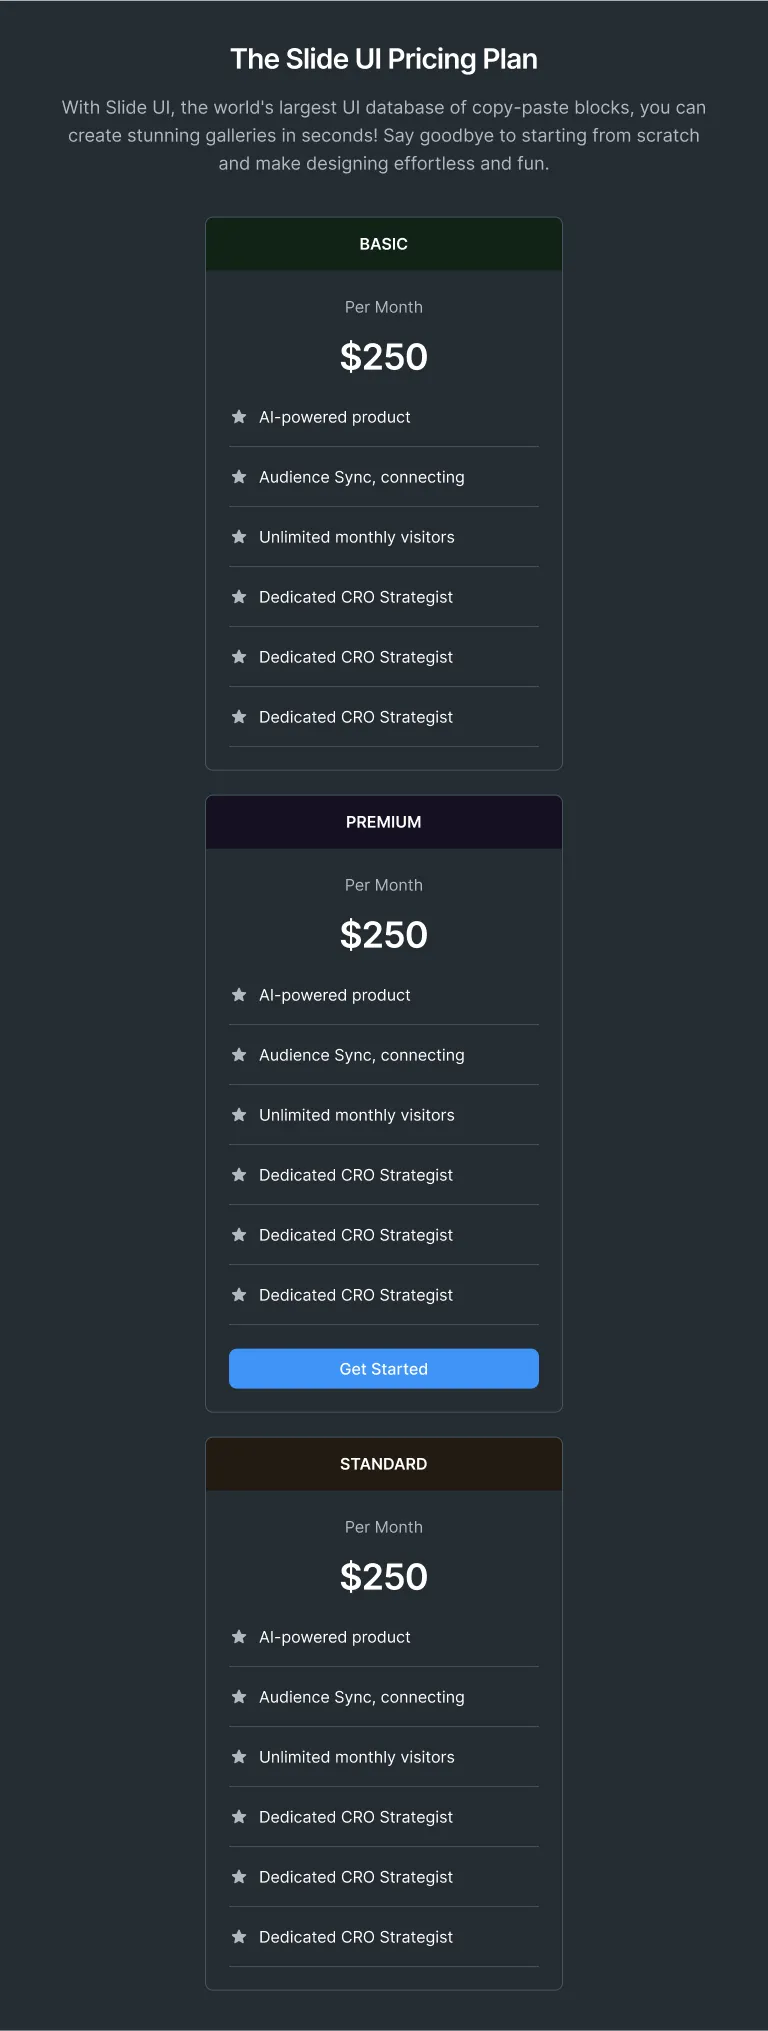 The Slide UI Pricing Plan
With Slide UI, the world's largest UI database of copy-paste blocks, you can
create stunning galleries in seconds! Say goodbye to starting from scratch
and make designing effortless and fun.
BASIC
Per Month
$250
AI-powered product
Audience Sync, connecting
Unlimited monthly visitors
Dedicated CRO Strategist
Dedicated CRO Strategist
Dedicated CRO Strategist
PREMIUM
Per Month
$250
AI-powered product
Audience Sync, connecting
Unlimited monthly visitors
Dedicated CRO Strategist
Dedicated CRO Strategist
Dedicated CRO Strategist
Get Started
STANDARD
Per Month
$250
AI-powered product
Audience Sync, connecting
Unlimited monthly visitors
Dedicated CRO Strategist
Dedicated CRO Strategist
Dedicated CRO Strategist